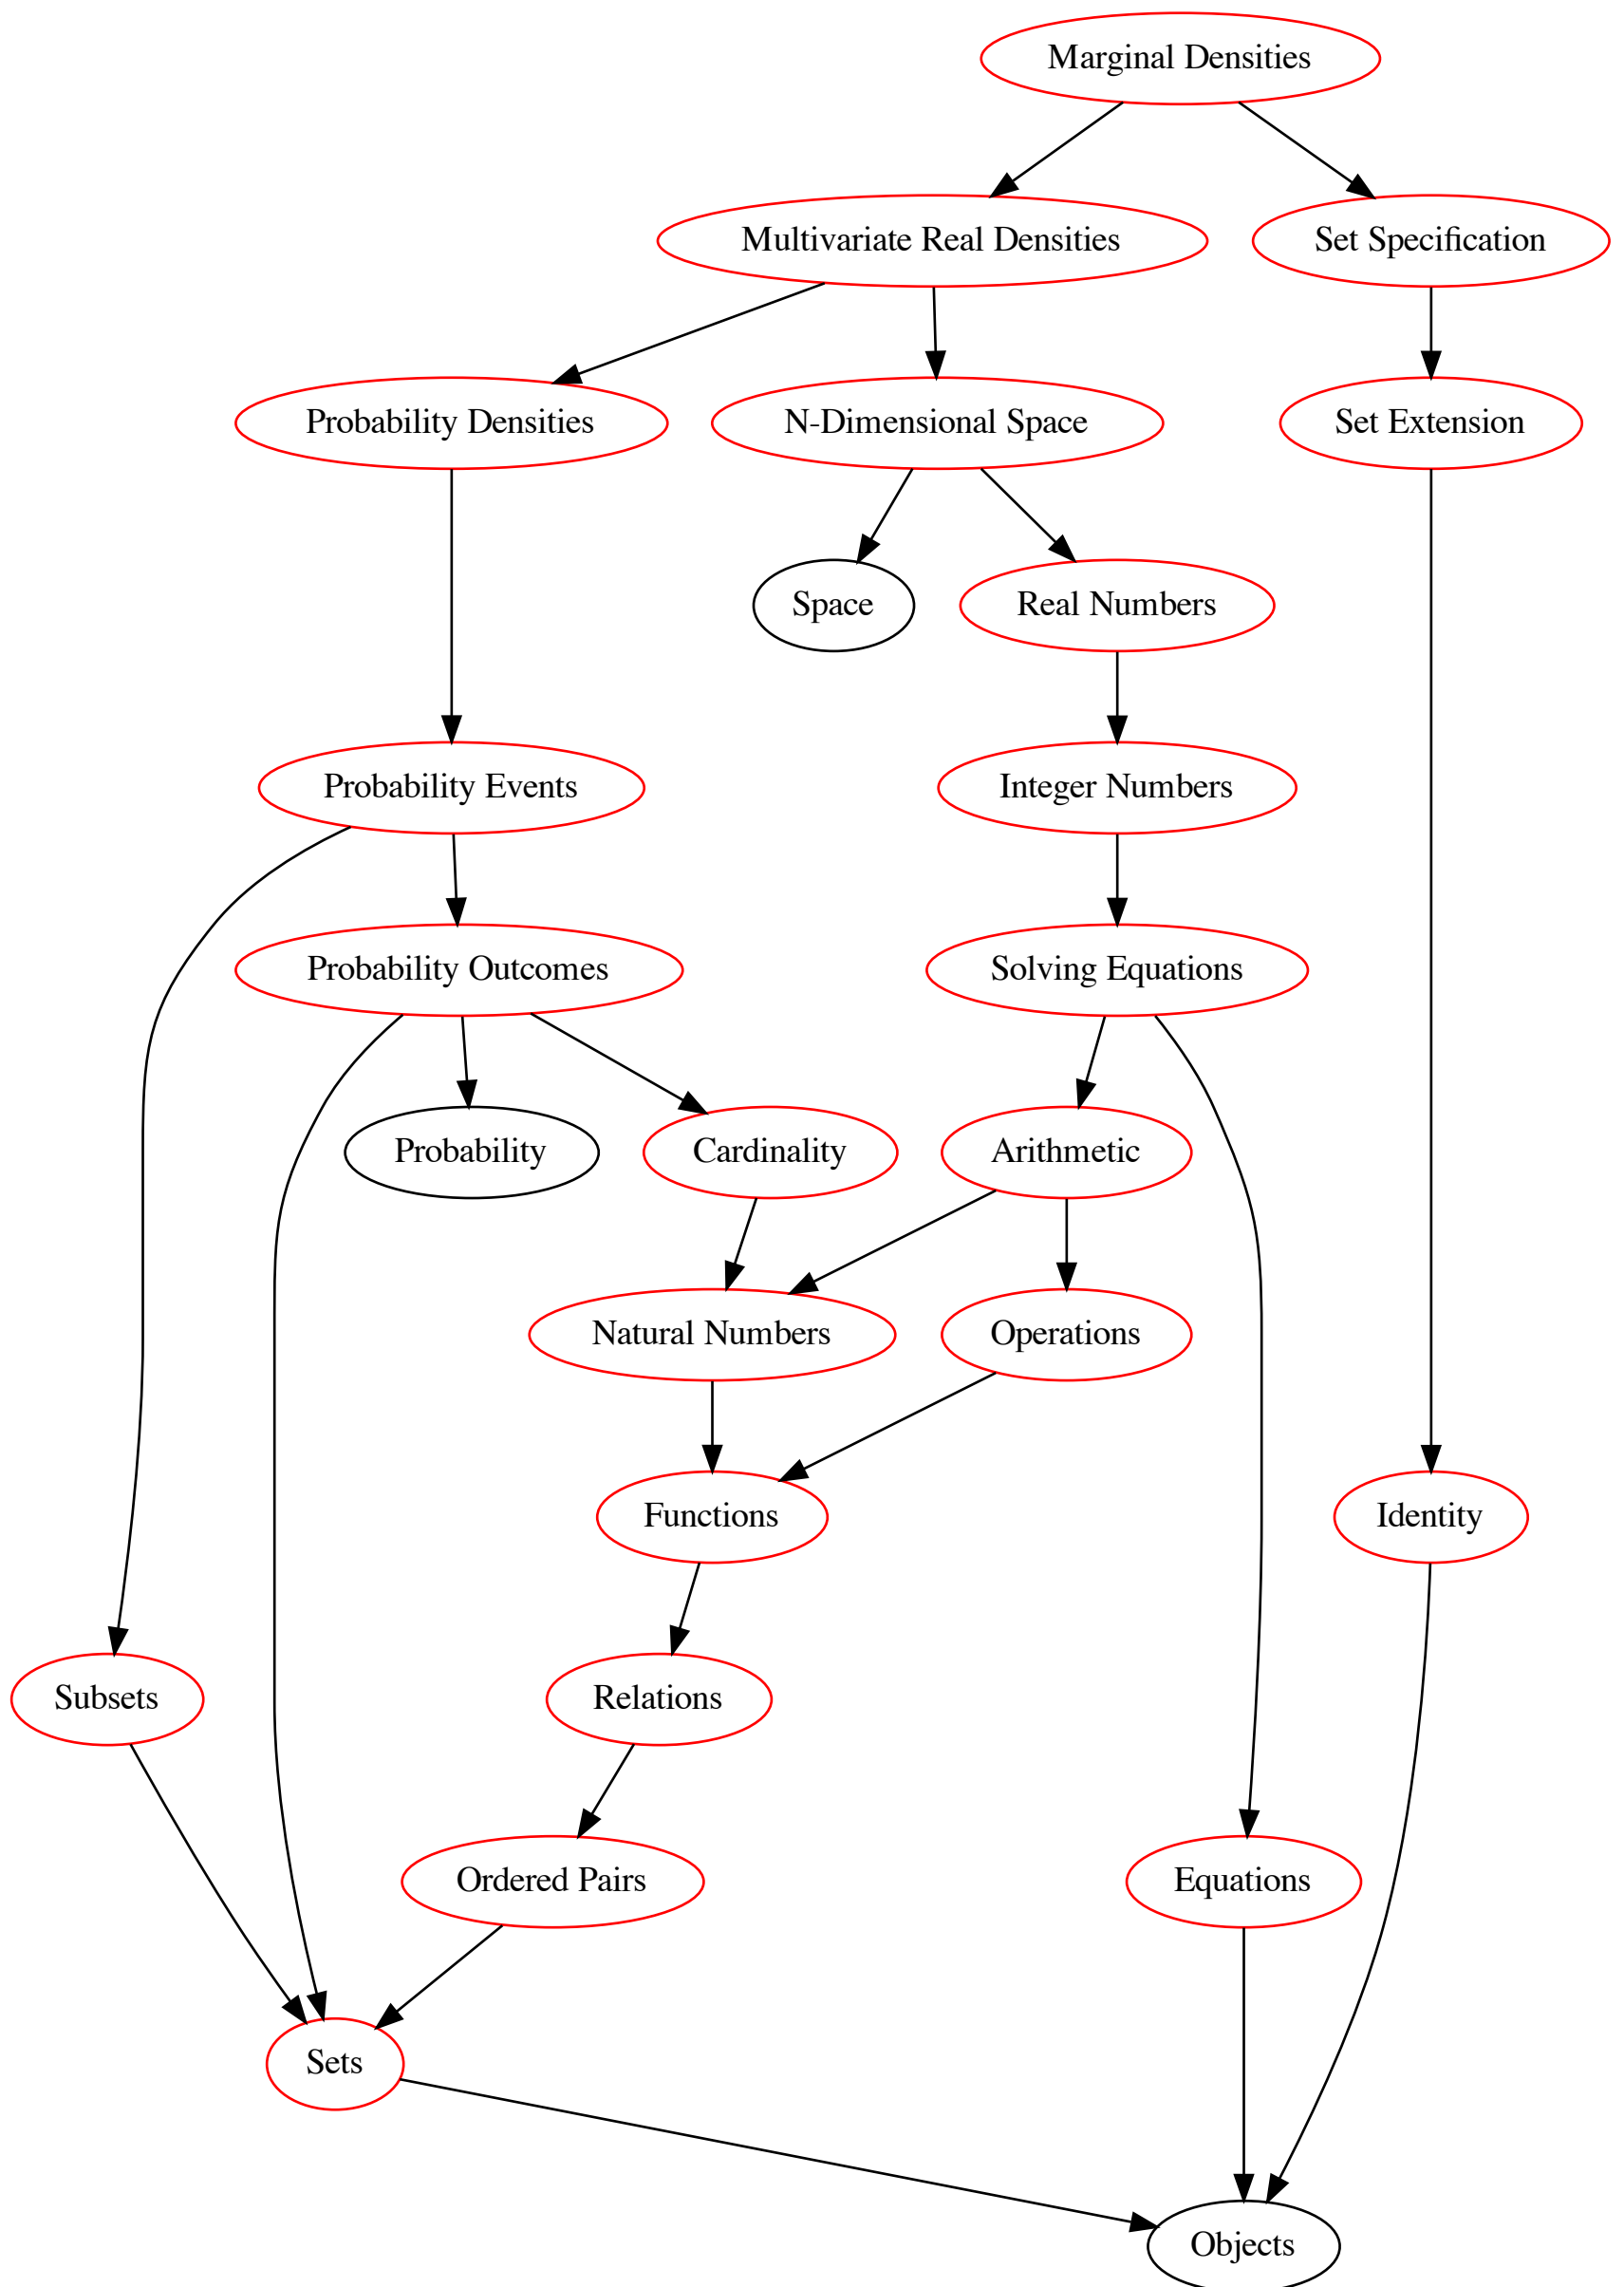 Marginal Densities
Multivariate Real Densities
Set Specification
Probability Densities
N-Dimensional Space
Set Extension
Space
Real Numbers
Probability Events
Integer Numbers
Probability Outcomes
Solving Equations
Probability
Cardinality
Arithmetic
Natural Numbers
Operations
Functions
Identity
Subsets
Relations
Ordered Pairs
Equations
Sets
Objects